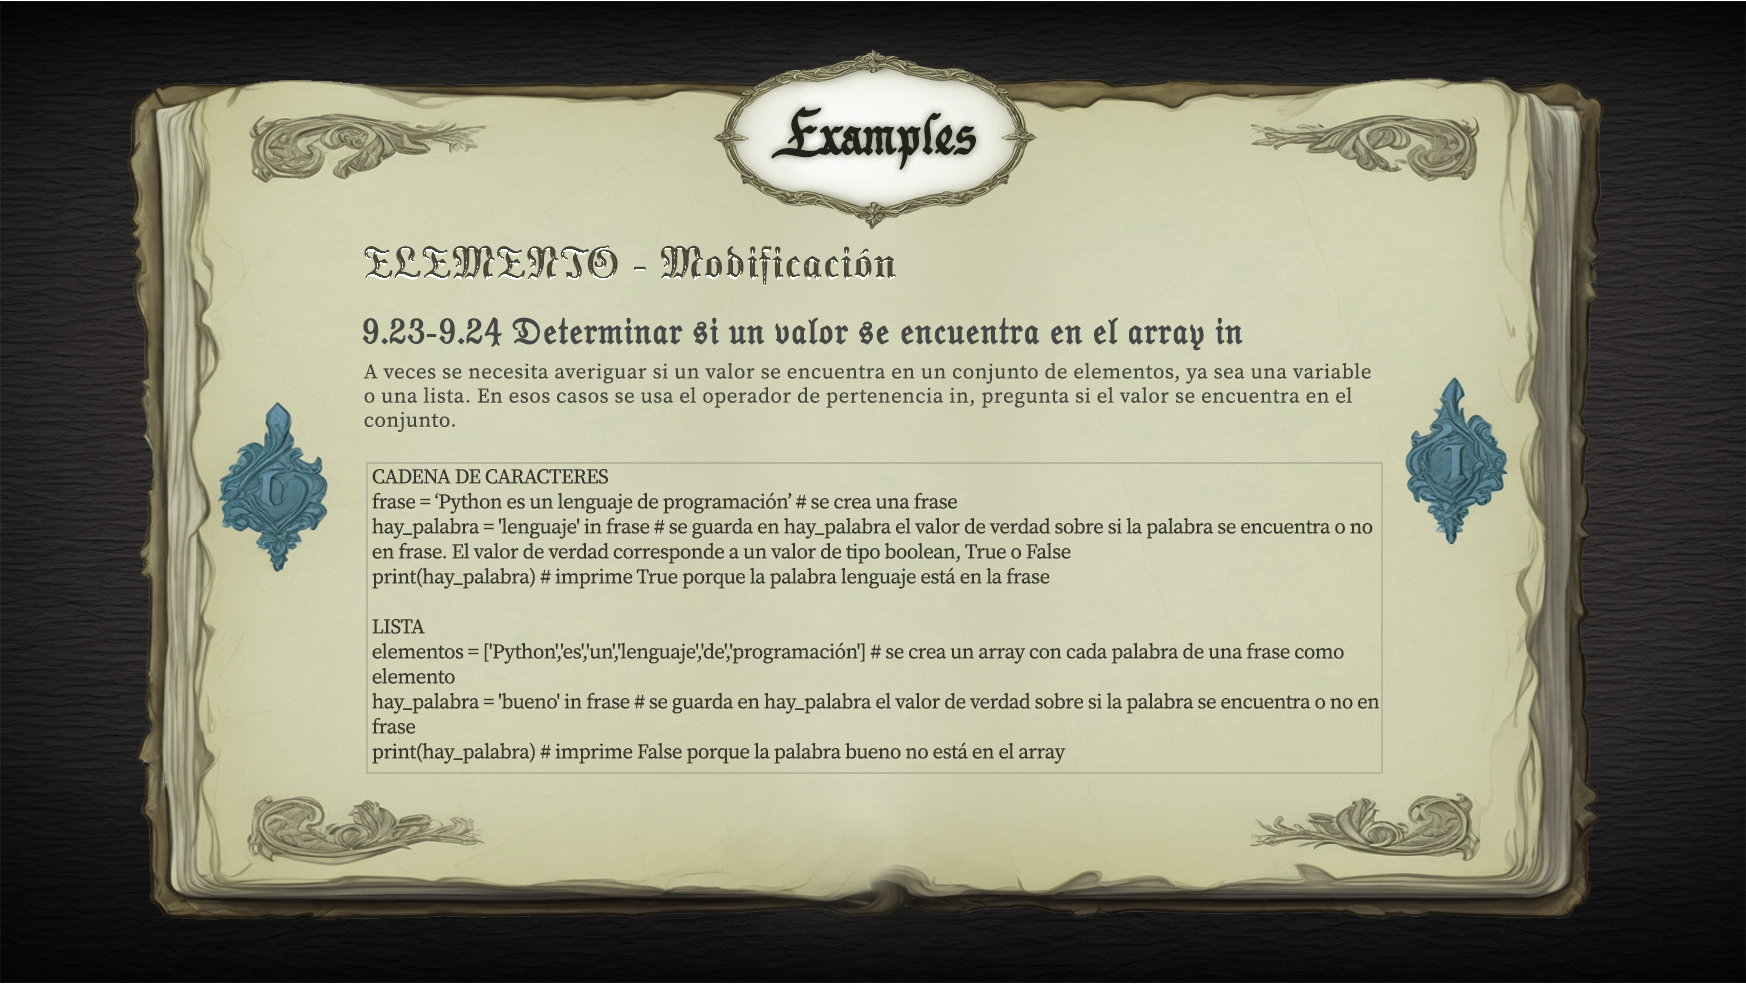 Examples
ELEMENTO - Modificación
9.23-9.24 Determinar si un valor se encuentra en el array in
A veces se necesita averiguar si un valor se encuentra en un conjunto de elementos, ya sea una variable
o una lista. En esos casos se usa el operador de pertenencia in, pregunta si el valor se encuentra en el
conjunto.
CADENA DE CARACTERES
frase = ‘Python es un lenguaje de programación’ # se crea una frase
hay_palabra = 'lenguaje' in frase # se guarda en hay_palabra el valor de verdad sobre si la palabra se encuentra o no
en frase. El valor de verdad corresponde a un valor de tipo boolean, True o False
print(hay_palabra) # imprime True porque la palabra lenguaje está en la frase
LISTA
elementos = ['Python','es','un','lenguaje','de','programación'] # se crea un array con cada palabra de una frase como
elemento
hay_palabra = 'bueno' in frase # se guarda en hay_palabra el valor de verdad sobre si la palabra se encuentra o no en
frase
print(hay_palabra) # imprime False porque la palabra bueno no está en el array